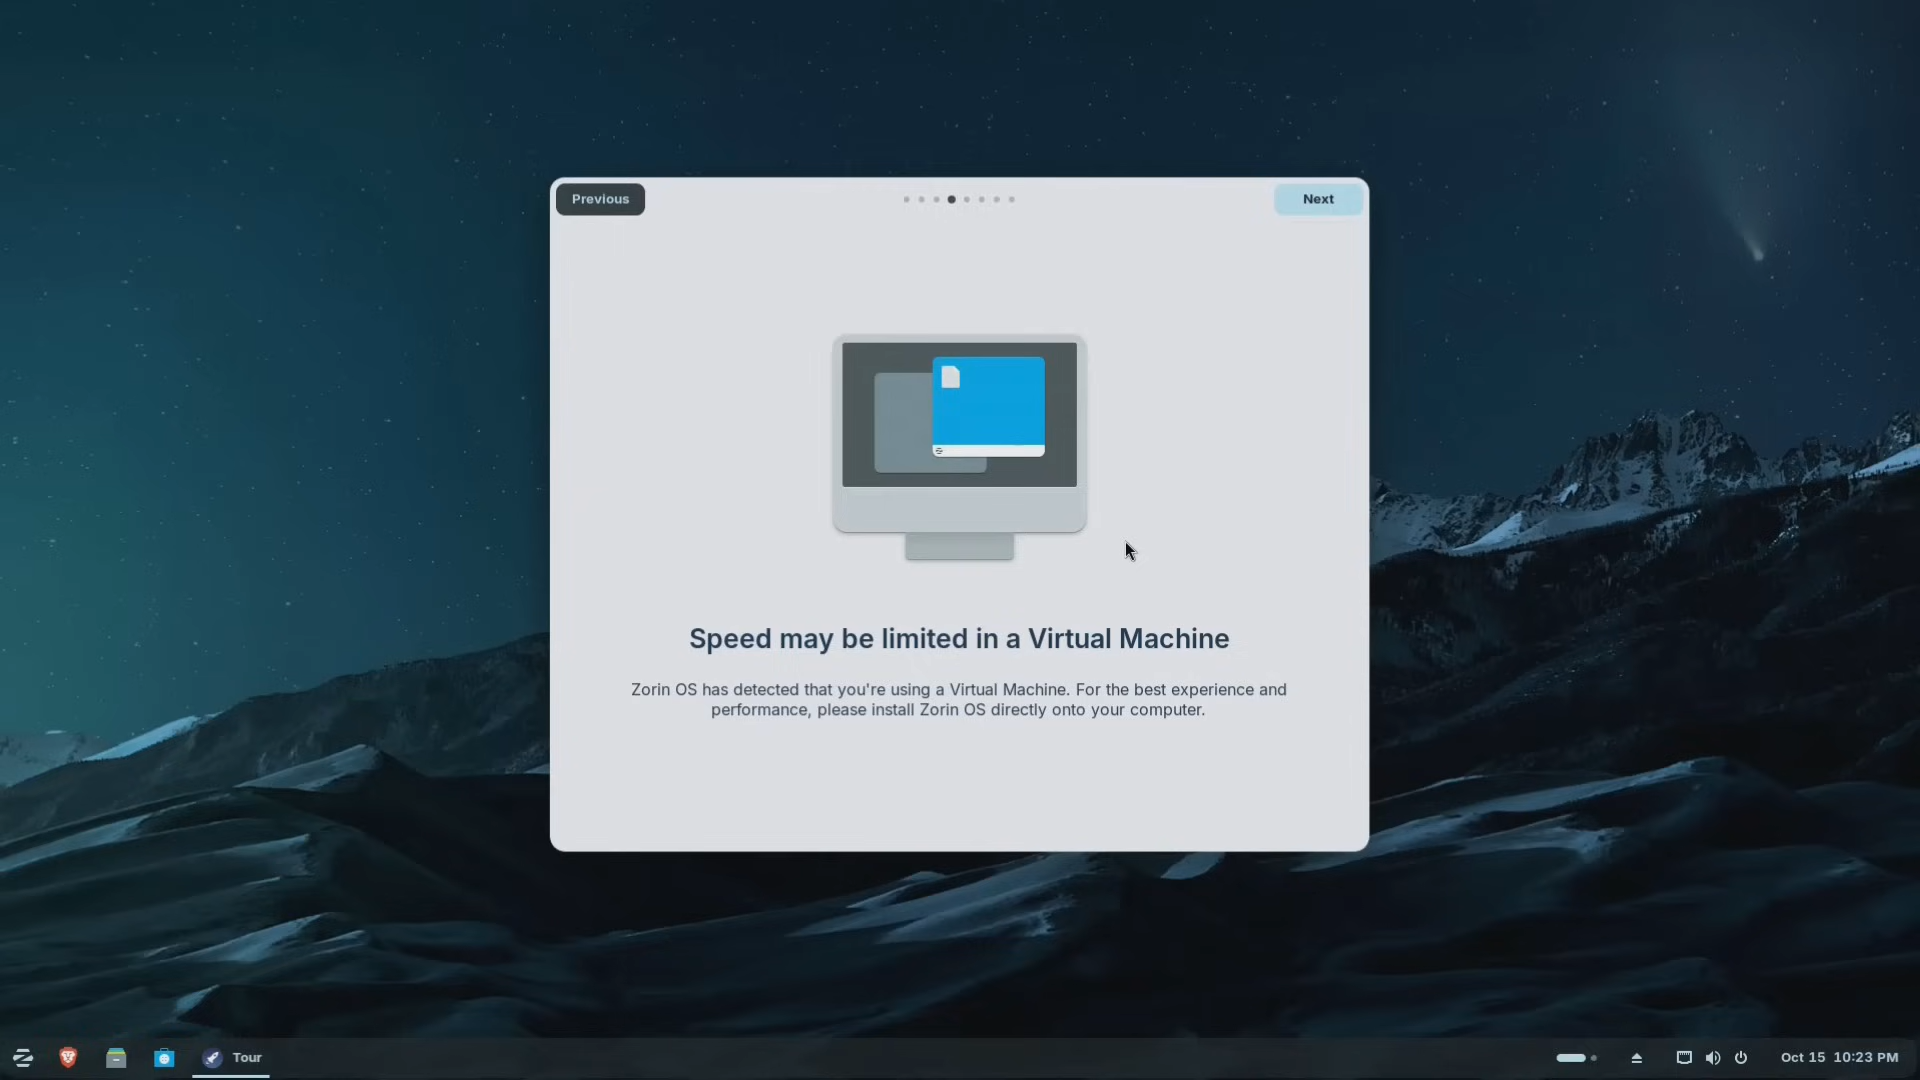 Previous
Next
Speed may be limited in a Virtual Machine
Zorin OS has detected that you're using a Virtual Machine. For the best experience and
performance, please install Zorin OS directly onto your computer.
Tour
Oct 15 10:23 PM